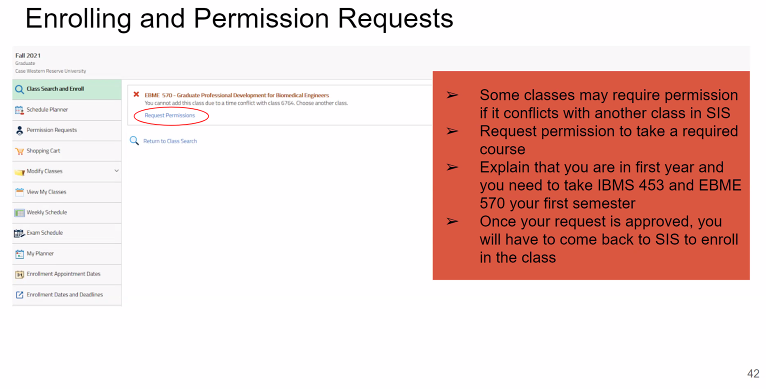 Enrolling and Permission Requests
Fall 2021
Graduate
Case Western Reserve University
Class Search and Enroll
Schedule Planner
Permission Requests
Shopping Cart
Modify Classes
View My Classes
Weekly Schedule
Exam Schedule
My Planner
Enrollment Appointment Dates
Enrollment Dates and Deadlines
EBME 570 - Graduate Professional Development for Biomedical Engineers
You cannot add this class due to a time conflict with class 6764. Choose another class.
Request Permissions
Return to Class Search
➢ Some classes may require permission
if it conflicts with another class in SIS
➢ Request permission to take a required
course
➢ Explain that you are in first year and
you need to take IBMS 453 and EBME
570 your first semester
➢ Once your request is approved, you
will have to come back to SIS to enroll
in the class
42